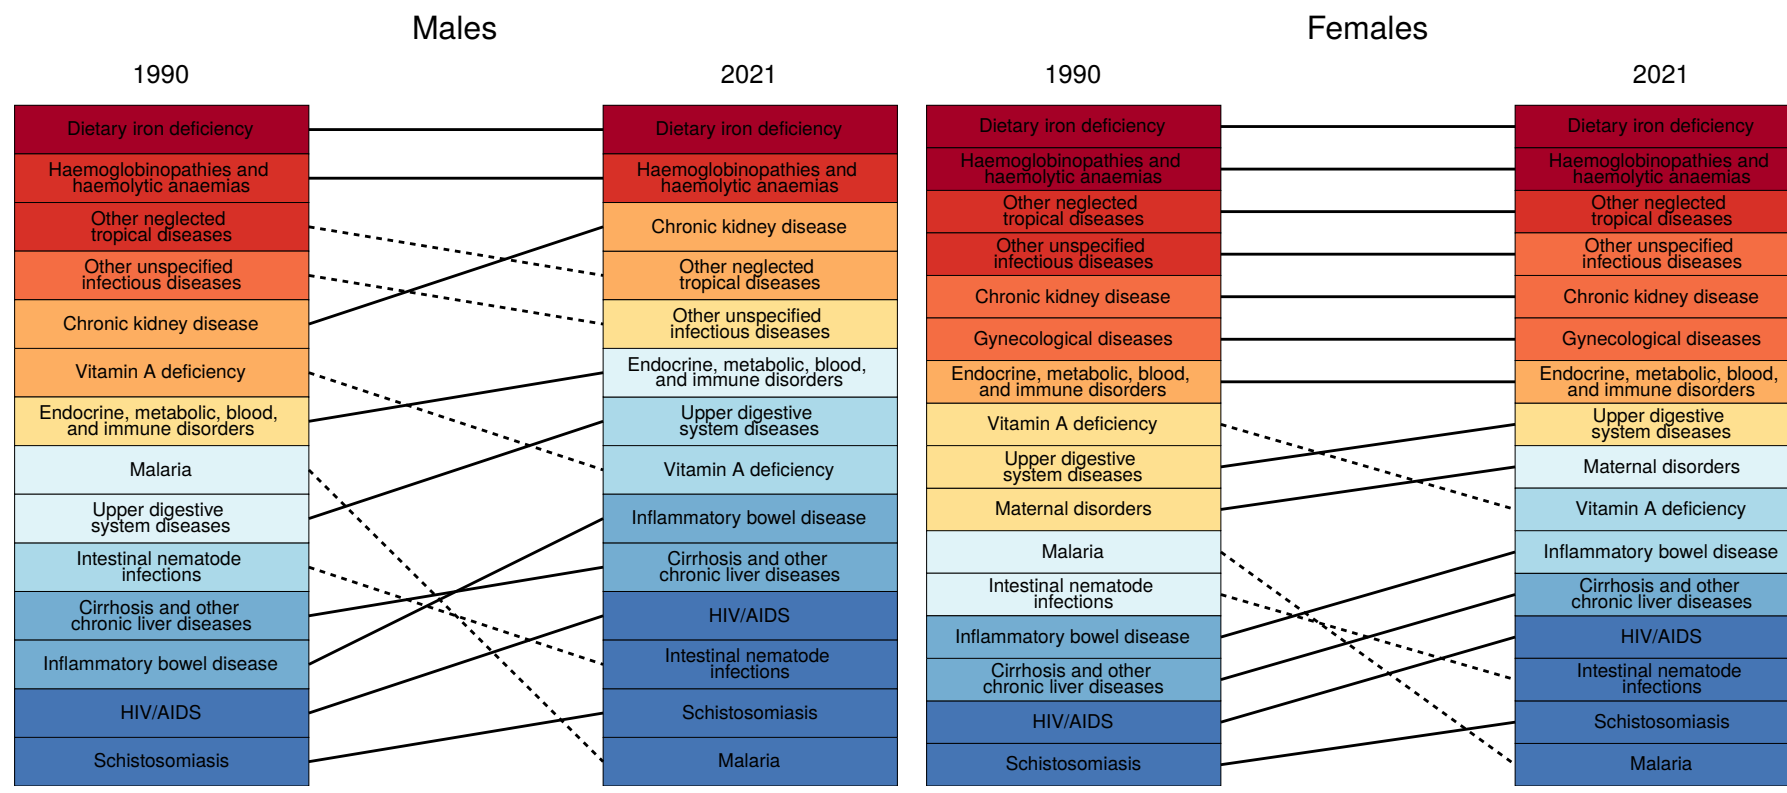 Males
1990
2021
Dietary iron deficiency
Haemoglobinopathies and
haemolytic anaemias
Other neglected
tropical diseases
Other unspecified
infectious diseases
Chronic kidney disease
Vitamin A deficiency
Endocrine, metabolic, blood,
and immune disorders
Malaria
Upper digestive
system diseases
Intestinal nematode
infections
Cirrhosis and other
chronic liver diseases
Inflammatory bowel disease
HIV/AIDS
Schistosomiasis
Dietary iron deficiency
Haemoglobinopathies and
haemolytic anaemias
Chronic kidney disease
Other neglected
tropical diseases
Other unspecified
infectious diseases
Endocrine, metabolic, blood,
and immune disorders
Upper digestive
system diseases
Vitamin A deficiency
Inflammatory bowel disease
Cirrhosis and other
chronic liver diseases
HIV/AIDS
Intestinal nematode
infections
Schistosomiasis
Malaria
Females
1990
2021
Dietary iron deficiency
Haemoglobinopathies and
haemolytic anaemias
Other neglected
tropical diseases
Other unspecified
infectious diseases
Chronic kidney disease
Gynecological diseases
Endocrine, metabolic, blood,
and immune disorders
Vitamin A deficiency
Upper digestive
system diseases
Maternal disorders
Malaria
Intestinal nematode
infections
Inflammatory bowel disease
Cirrhosis and other
chronic liver diseases
HIV/AIDS
Schistosomiasis
Dietary iron deficiency
Haemoglobinopathies and
haemolytic anaemias
Other neglected
tropical diseases
Other unspecified
infectious diseases
Chronic kidney disease
Gynecological diseases
Endocrine, metabolic, blood,
and immune disorders
Upper digestive
system diseases
Maternal disorders
Vitamin A deficiency
Inflammatory bowel disease
Cirrhosis and other
chronic liver diseases
HIV/AIDS
Intestinal nematode
infections
Schistosomiasis
Malaria